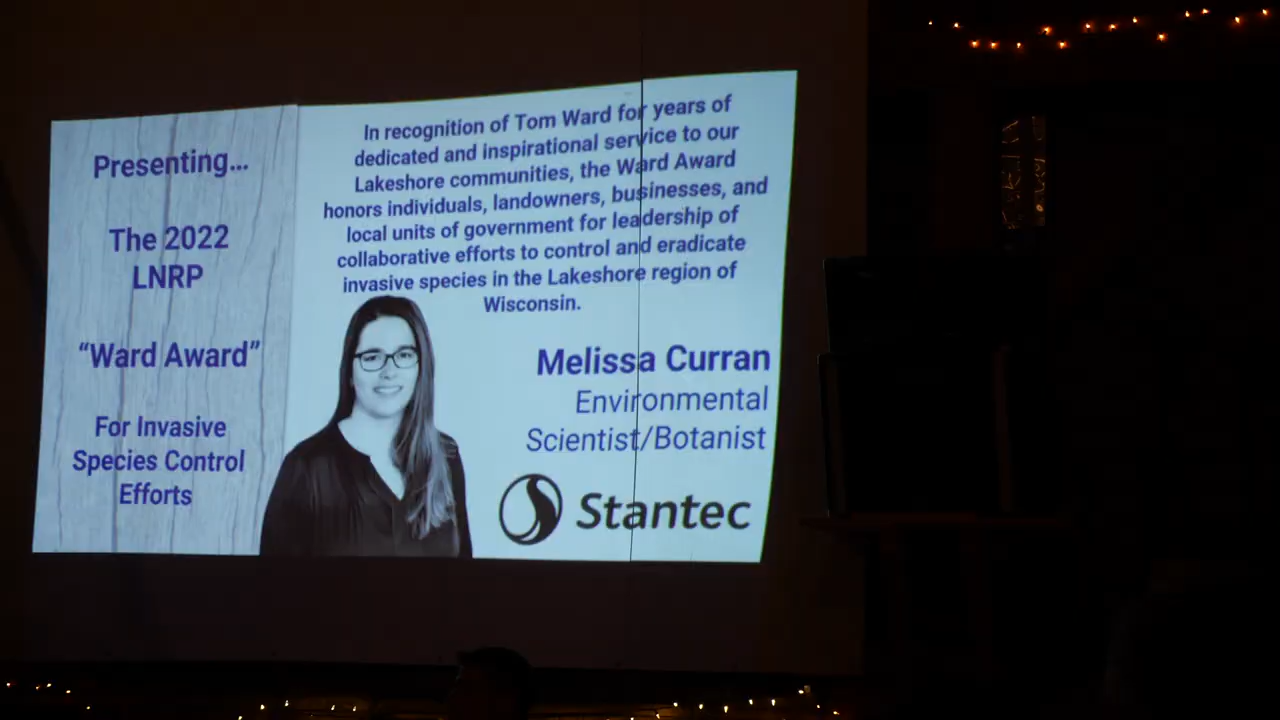 Presenting...
The 2022
LNRP
“Ward Award”
For Invasive
Species Control
Efforts
In recognition of Tom Ward for years of
dedicated and inspirational service to our
Lakeshore communities, the Ward Award
honors individuals, landowners, businesses, and
local units of government for leadership of
collaborative efforts to control and eradicate
invasive species in the Lakeshore region of
Wisconsin.
Melissa Curran
Environmental
Scientist/Botanist
Stantec